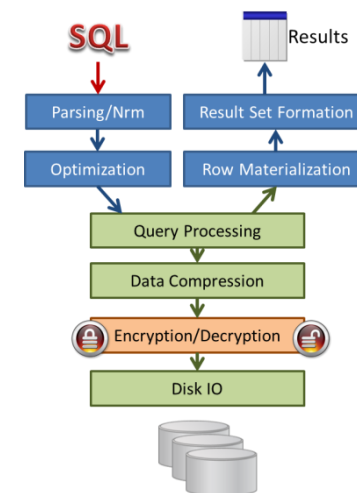 SQL
Results
Parsing/Nrm
Result Set Formation
Optimization
Row Materialization
Query Processing
Data Compression
Encryption/Decryption
Disk IO